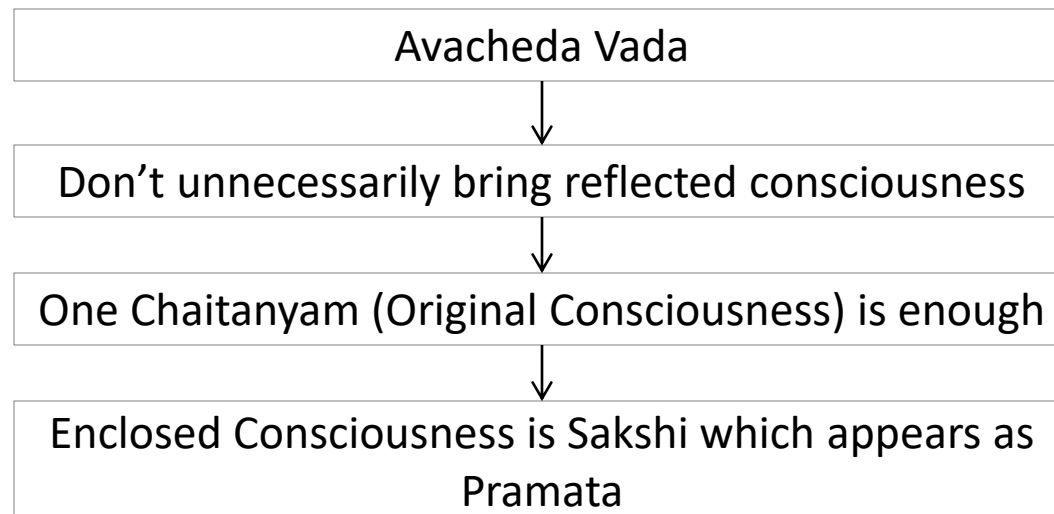 Avacheda Vada
Don’t unnecessarily bring reflected consciousness
One Chaitanyam (Original Consciousness) is enough
Enclosed Consciousness is Sakshi which appears as
Pramata